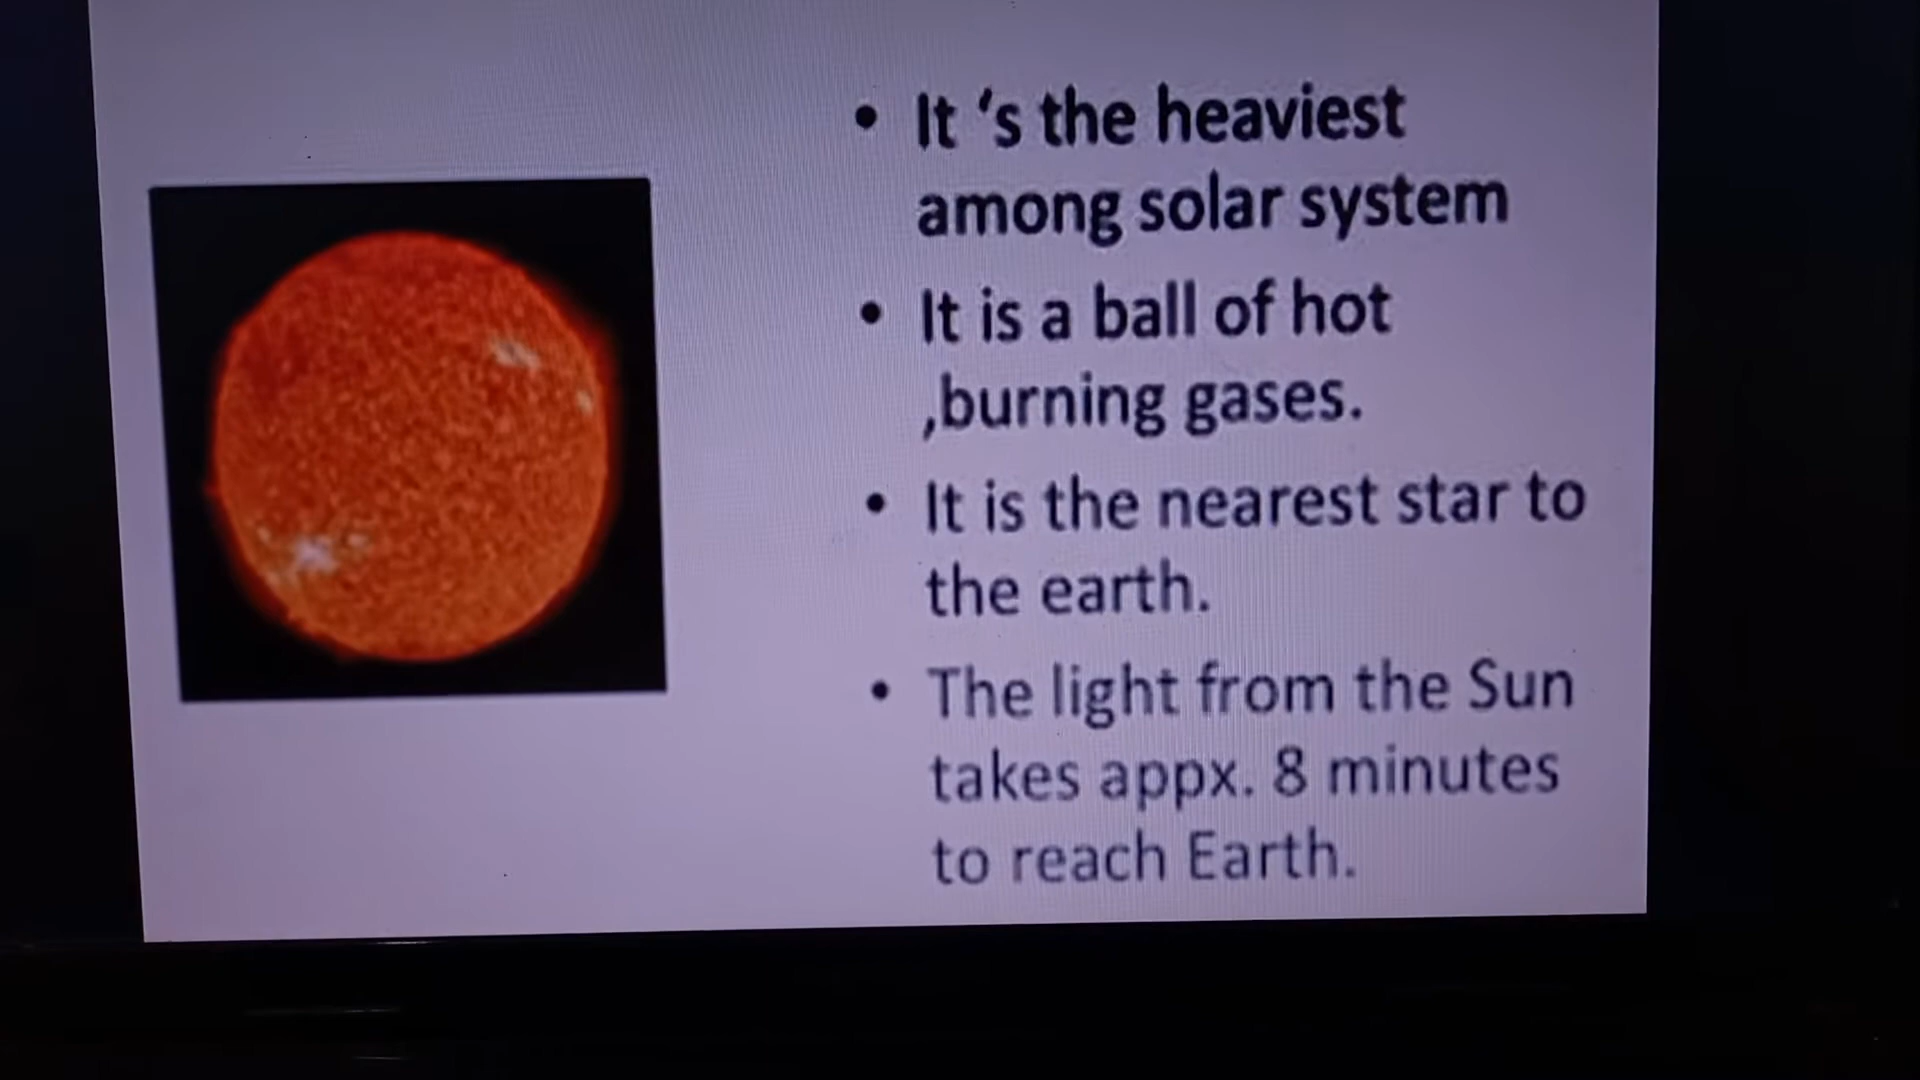 • It ‘s the heaviest
among solar system
• It is a ball of hot
,burning gases.
• It is the nearest star to
the earth.
• The light from the Sun
takes appx. 8 minutes
to reach Earth.